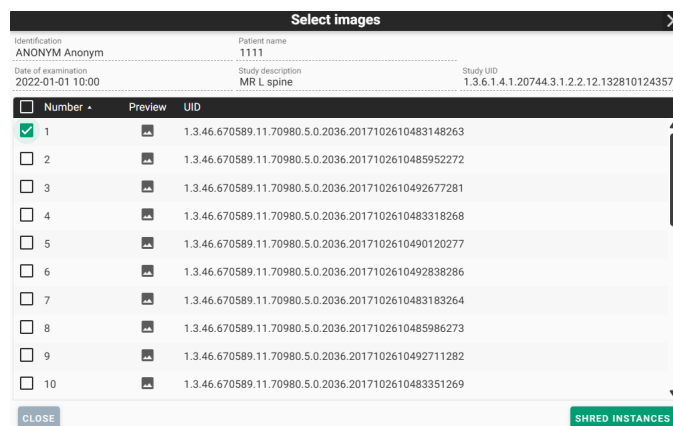 Select images
Identification Patient name
ANONYM Anonym 1111
Date of examination Study description Study UID
2022-01-01 10:00 MR L spine 1.3.6.1.4.1.20744.3.1.2.2.12.132810124357
Number Preview UID
1 1.3.46.670589.11.70980.5.0.2036.2017102610483148263
2 1.3.46.670589.11.70980.5.0.2036.2017102610485952272
3 1.3.46.670589.11.70980.5.0.2036.2017102610492677281
4 1.3.46.670589.11.70980.5.0.2036.2017102610483318268
5 1.3.46.670589.11.70980.5.0.2036.2017102610490120277
6 1.3.46.670589.11.70980.5.0.2036.2017102610492838286
7 1.3.46.670589.11.70980.5.0.2036.2017102610483183264
8 1.3.46.670589.11.70980.5.0.2036.2017102610485986273
9 1.3.46.670589.11.70980.5.0.2036.2017102610492711282
10 1.3.46.670589.11.70980.5.0.2036.2017102610483351269
CLOSE SHRED INSTANCES